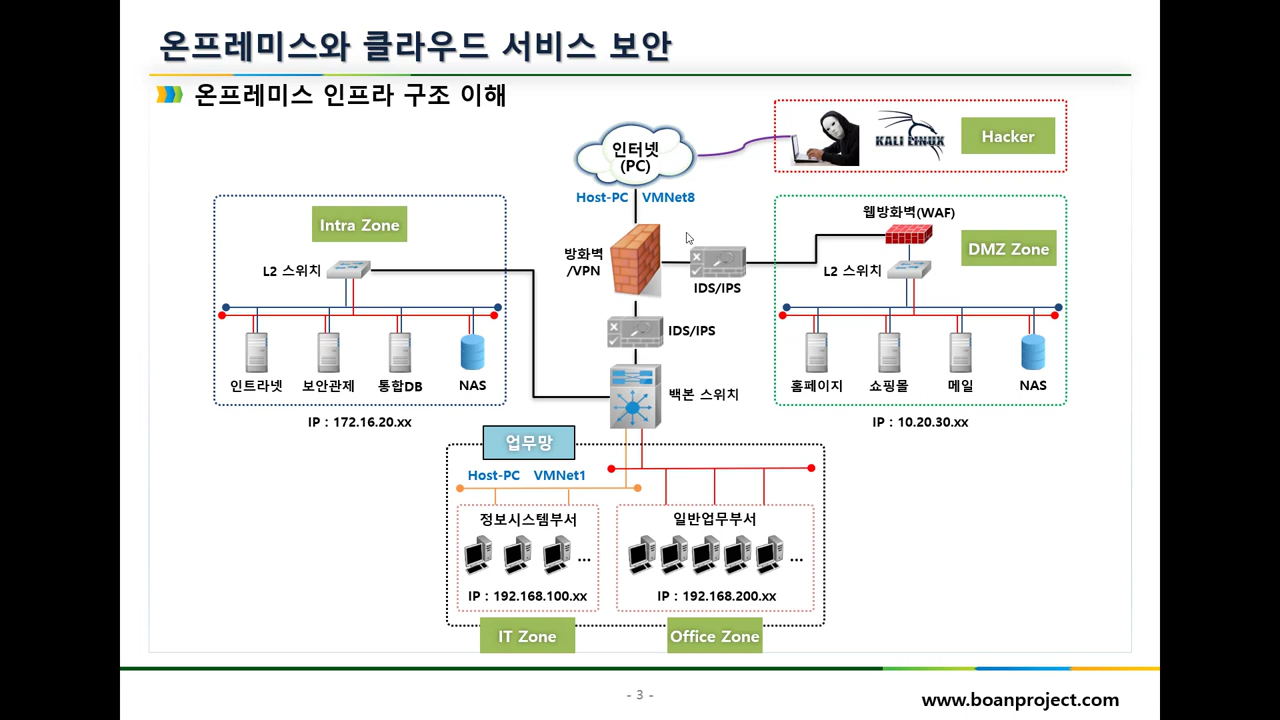 온프레미스와 클라우드 서비스 보안
온프레미스 인프라 구조 이해
인터넷
(PC)
Host-PC VMNet8
KALI LINUX
Hacker
Intra Zone
L2 스위치
인트라넷
보안관제
통합DB
NAS
IP : 172.16.20.xx
방화벽
/VPN
IDS/IPS
IDS/IPS
백본 스위치
웹방화벽(WAF)
DMZ Zone
L2 스위치
홈페이지
쇼핑몰
메일
NAS
IP : 10.20.30.xx
업무망
Host-PC VMNet1
정보시스템부서
...
IP : 192.168.100.xx
IT Zone
일반업무부서
...
IP : 192.168.200.xx
Office Zone
- 3 -
www.boanproject.com